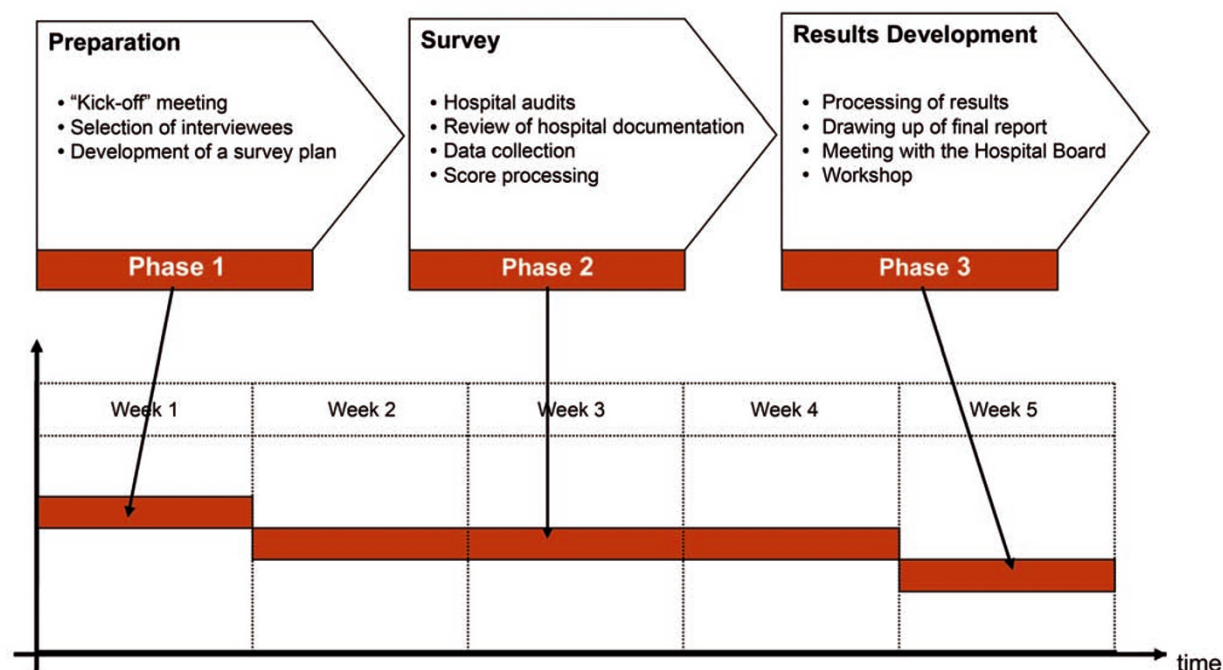 Preparation
• “Kick-off” meeting
• Selection of interviewees
• Development of a survey plan
Phase 1
Survey
• Hospital audits
• Review of hospital documentation
• Data collection
• Score processing
Phase 2
Results Development
• Processing of results
• Drawing up of final report
• Meeting with the Hospital Board
• Workshop
Phase 3
Week 1
Week 2
Week 3
Week 4
Week 5
time